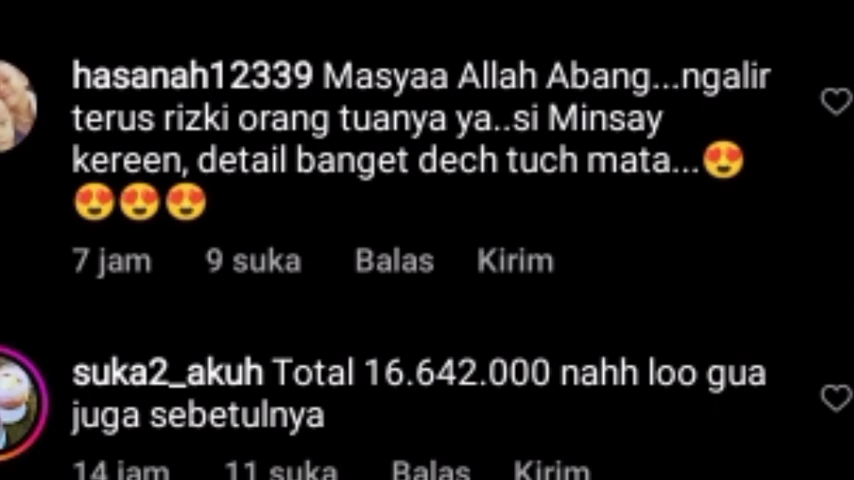 hasanah12339 Masyaa Allah Abang...ngalir
terus rizki orang tuanya ya..si Minsay
kereen, detail banget dech tuch mata...😍
😍😍😍
7 jam 9 suka Balas Kirim
suka2_akuh Total 16.642.000 nahh loo gua
juga sebetulnya
14 jam 11 suka Balas Kirim